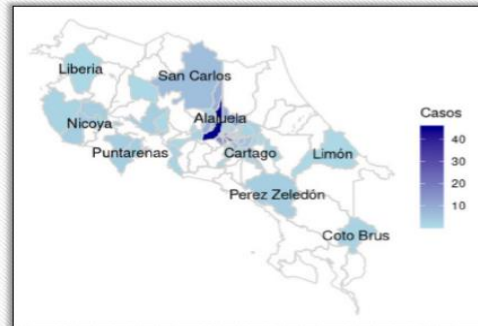 Liberia
San Carlos
Alajuela
Casos
Nicoya
40
Puntarenas
Cartago
Limón
30
20
Perez Zeledón
10
Coto Brus